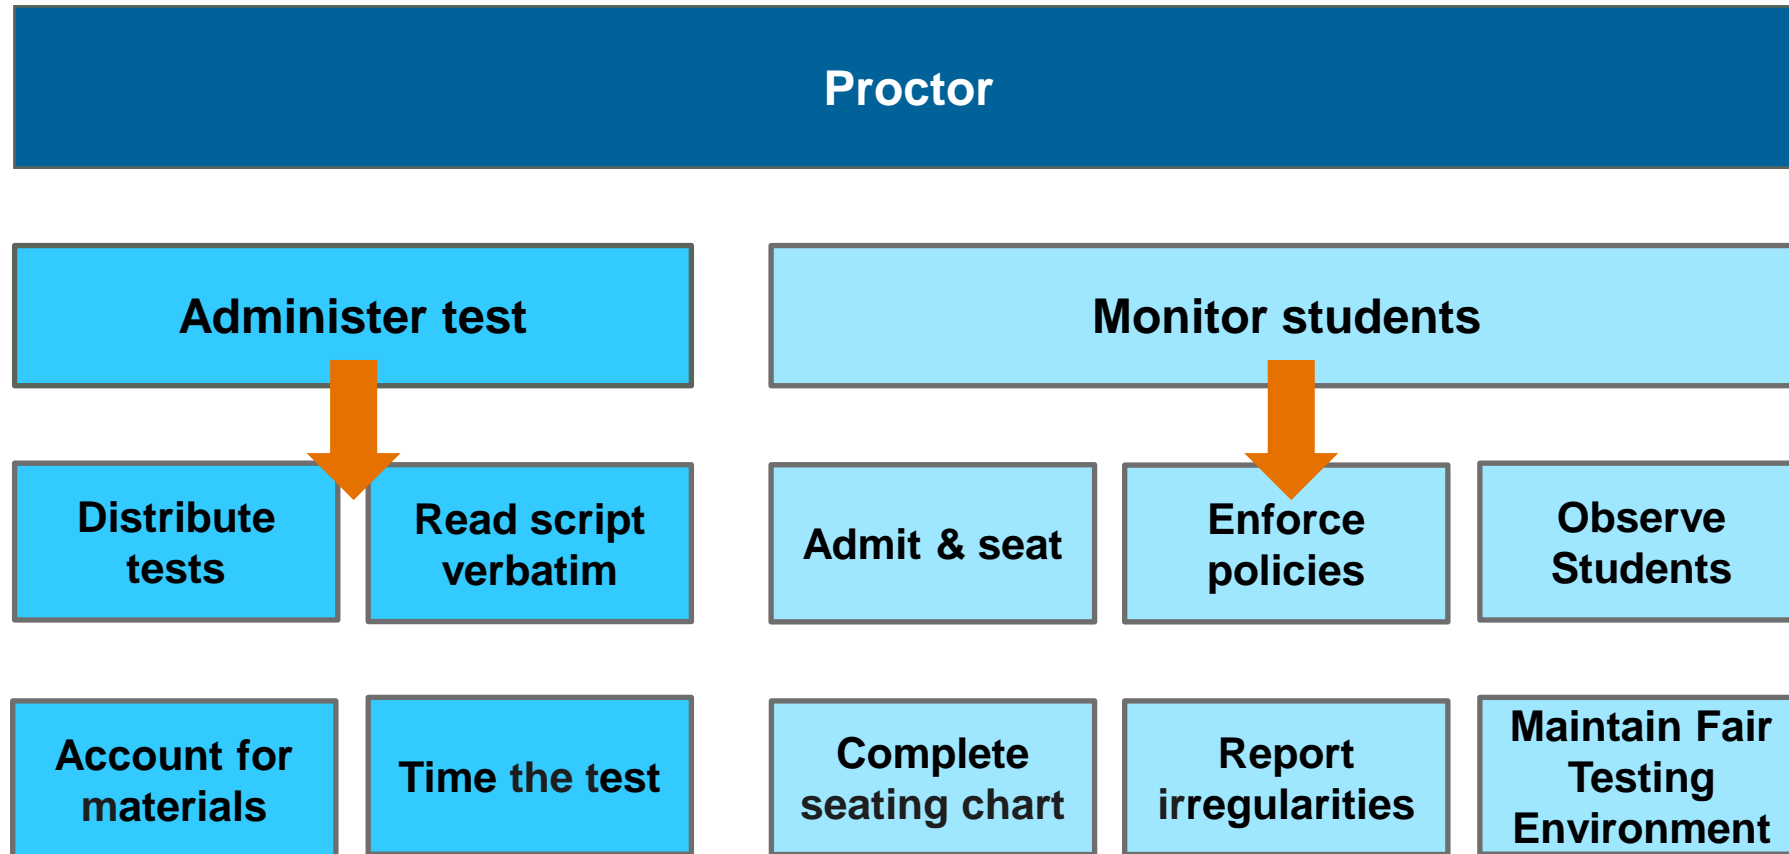 Proctor
Administer test
Monitor students
Distribute
tests
Read script
verbatim
Admit & seat
Enforce
policies
Observe
Students
Account for
materials
Time the test
Complete
seating chart
Report
irregularities
Maintain Fair
Testing
Environment